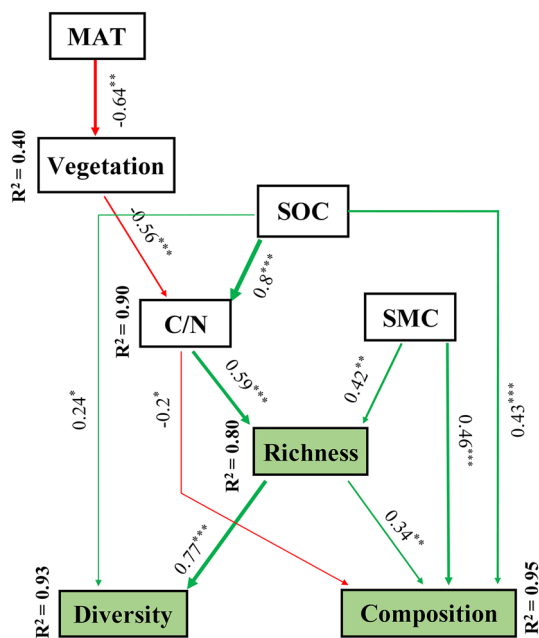 MAT
-0.64**
Vegetation
R² = 0.40
SOC
-0.56***
0.8***
C/N
R² = 0.90
SMC
0.59***
0.42**
0.24*
-0.2*
0.46***
0.43***
Richness
R² = 0.80
0.77***
0.34**
Diversity
R² = 0.93
Composition
R² = 0.95